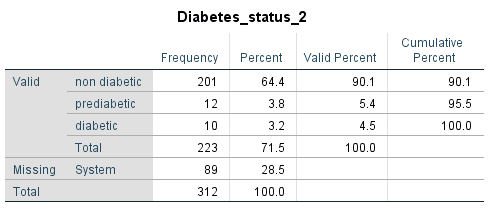 Diabetes_status_2
Frequency Percent Valid Percent Cumulative Percent
Valid non diabetic 201 64.4 90.1 90.1
prediabetic 12 3.8 5.4 95.5
diabetic 10 3.2 4.5 100.0
Total 223 71.5 100.0
Missing System 89 28.5
Total 312 100.0